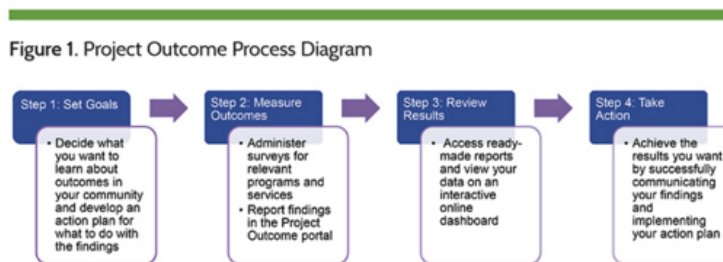 Figure 1. Project Outcome Process Diagram
Step 1: Set Goals
• Decide what
you want to
learn about
outcomes in
your community
and develop an
action plan for
what to do with
the findings
Step 2: Measure
Outcomes
• Administer
surveys for
relevant
programs and
services
• Report findings
in the Project
Outcome portal
Step 3: Review
Results
• Access ready-
made reports
and view your
data on an
interactive
online
dashboard
Step 4: Take
Action
• Achieve the
results you want
by successfully
communicating
your findings
and
implementing
your action plan